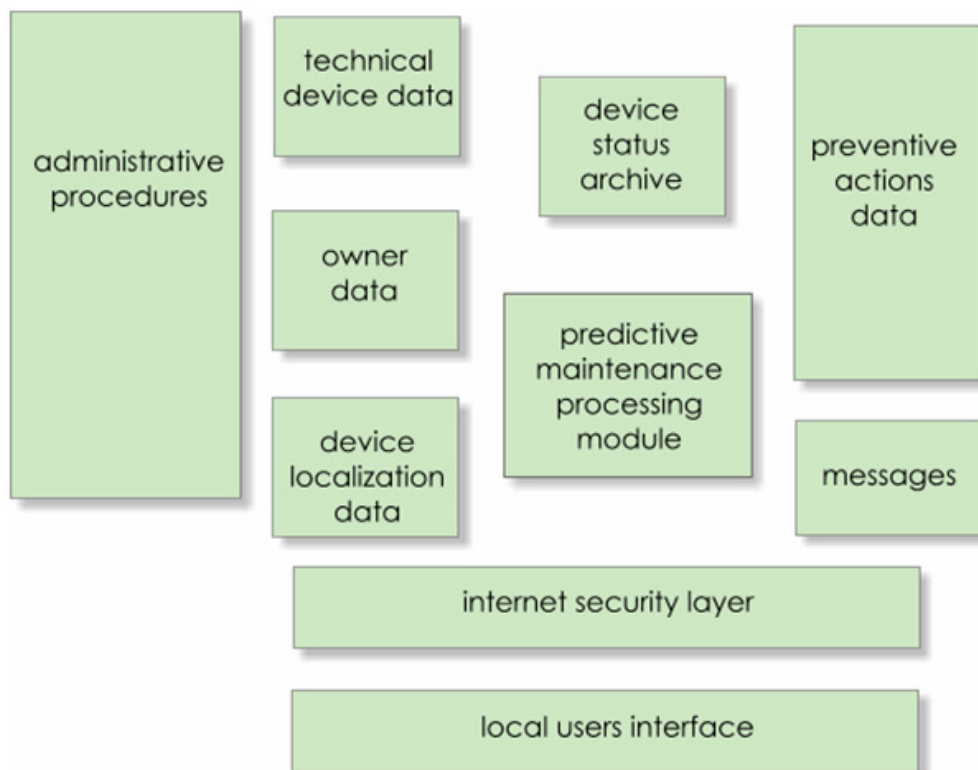 administrative
procedures
technical
device data
owner
data
device
localization
data
device
status
archive
predictive
maintenance
processing
module
preventive
actions
data
messages
internet security layer
local users interface